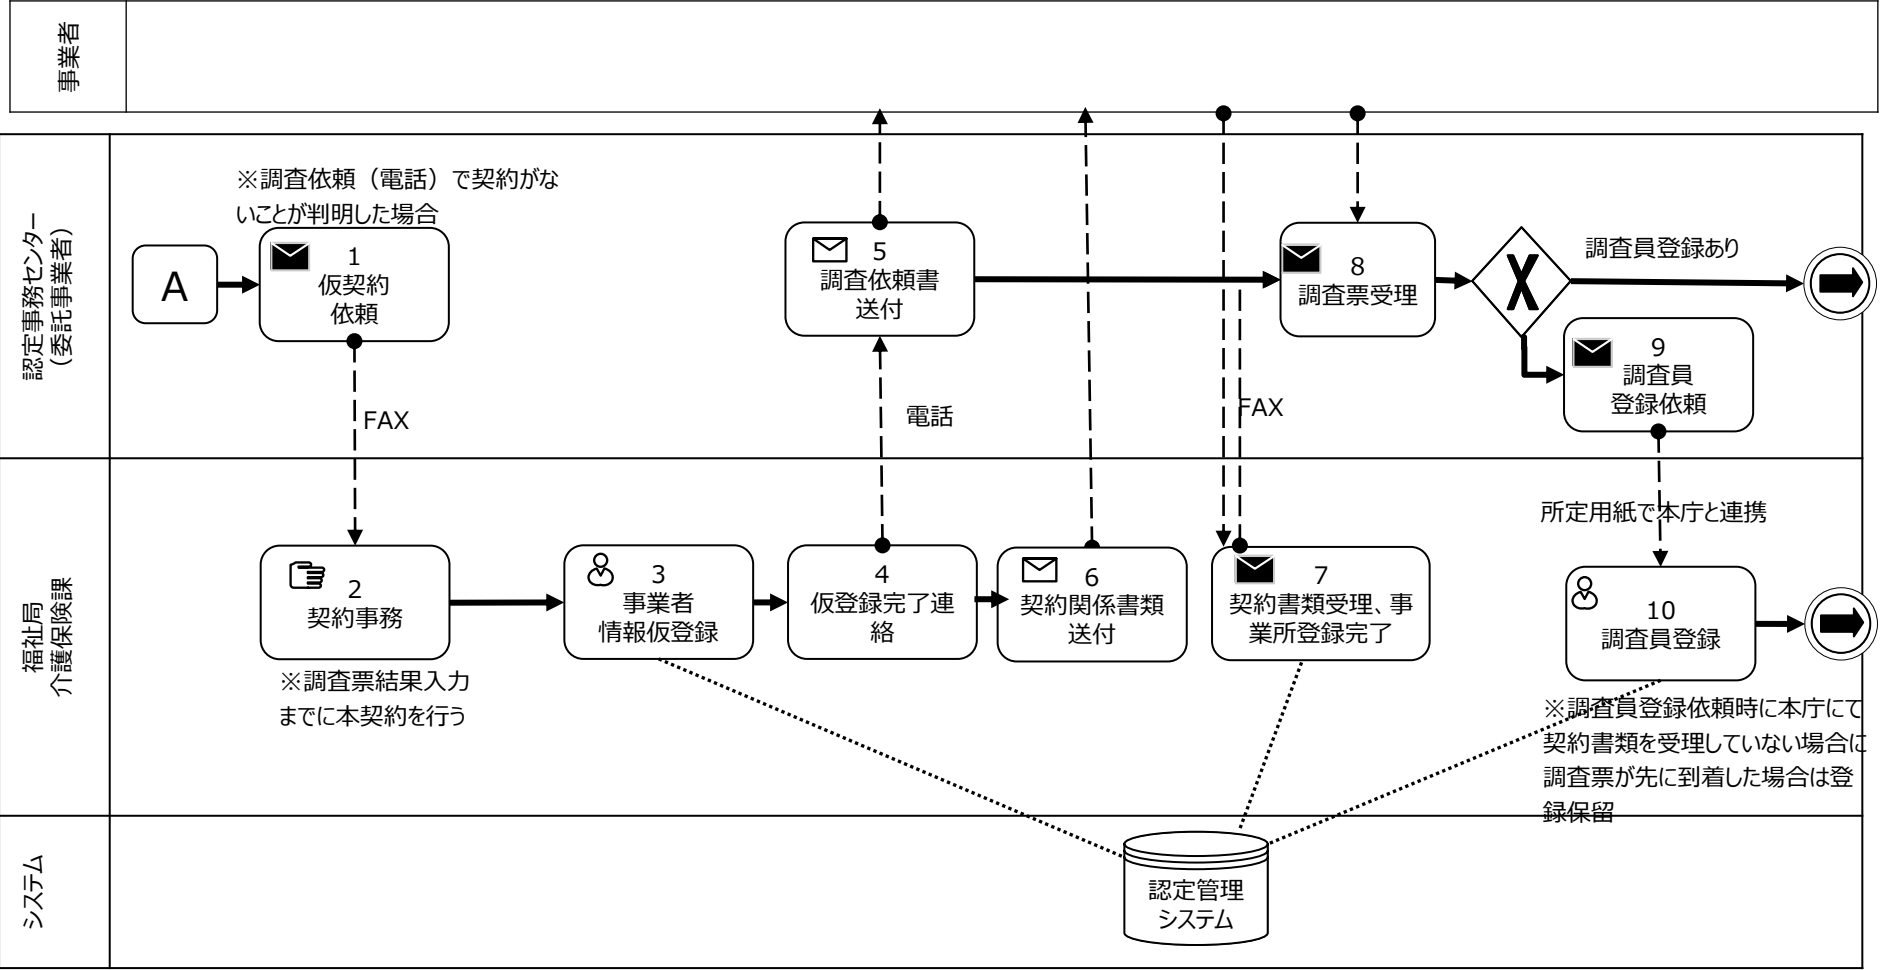 事業者
認定事務センター
（委託事業者）
※調査依頼（電話）で契約がな
いことが判明した場合
A
1
仮契約
依頼
FAX
5
調査依頼書
送付
電話
FAX
8
調査票受理
X
調査員登録あり
9
調査員
登録依頼
所定用紙で本庁と連携
福祉局
介護保険課
2
契約事務
※調査票結果入力
までに本契約を行う
3
事業者
情報仮登録
4
仮登録完了連
絡
6
契約関係書類
送付
7
契約書類受理、事
業所登録完了
10
調査員登録
※調査員登録依頼時に本庁にて
契約書類を受理していない場合に
調査票が先に到着した場合は登
録保留
システム
認定管理
システム